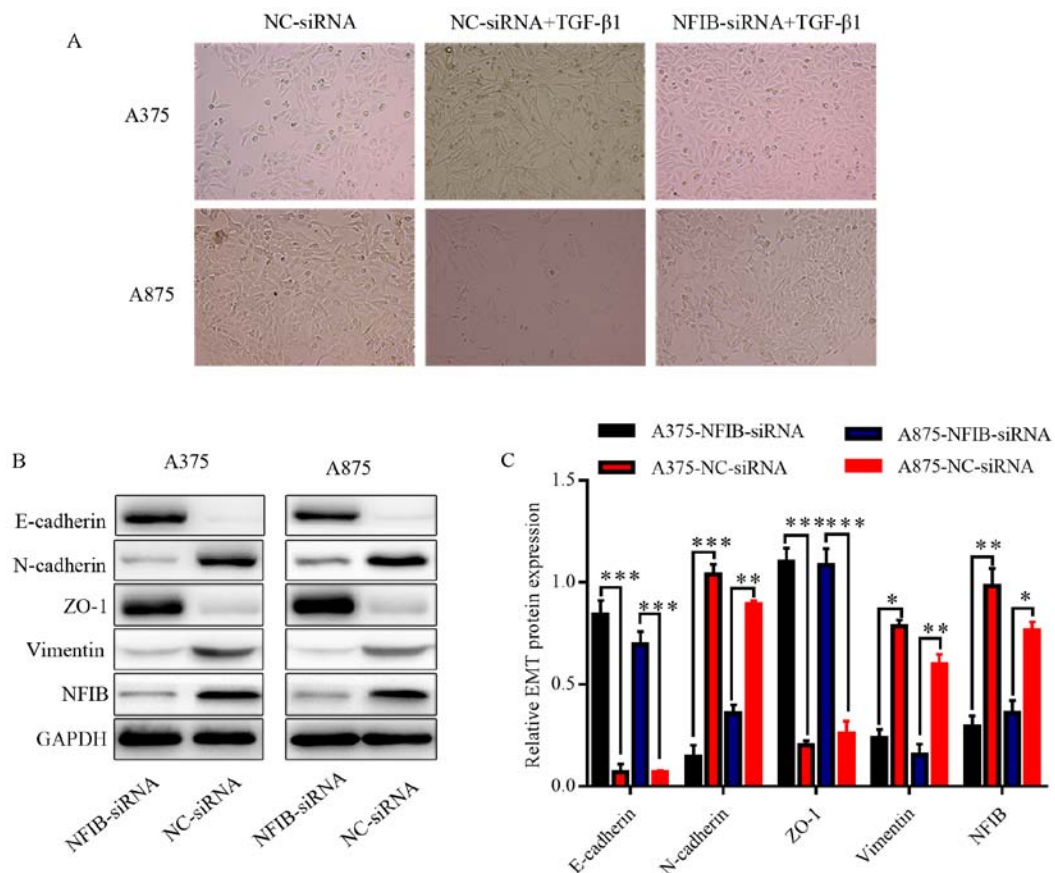 A
NC-siRNA
NC-siRNA+TGF-β1
NFIB-siRNA+TGF-β1
A375
A875
B
A375
A875
E-cadherin
N-cadherin
ZO-1
Vimentin
NFIB
GAPDH
NFIB-siRNA
NC-siRNA
NFIB-siRNA
NC-siRNA
C
A375-NFIB-siRNA
A875-NFIB-siRNA
A375-NC-siRNA
A875-NC-siRNA
Relative EMT protein expression
1.5
1.0
0.5
0.0
***
***
***
**
***
***
*
**
**
*
E-cadherin
N-cadherin
ZO-1
Vimentin
NFIB